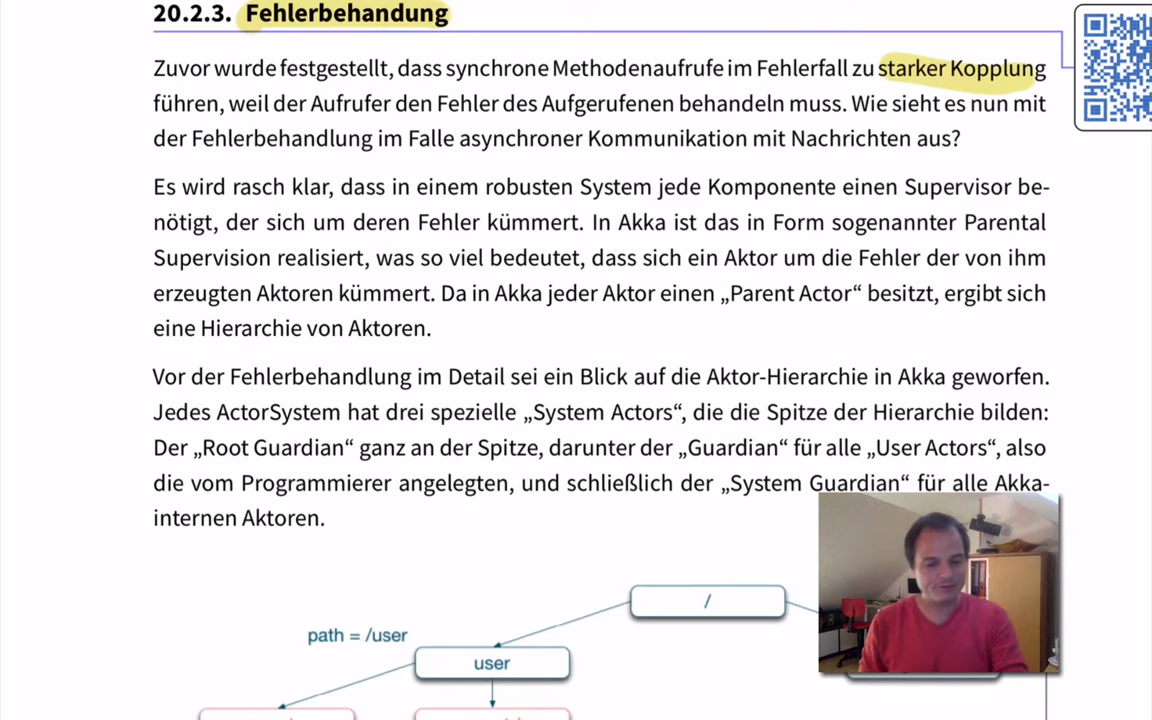 20.2.3. Fehlerbehandung
Zuvor wurde festgestellt, dass synchrone Methodenaufrufe im Fehlerfall zu starker Kopplung
führen, weil der Aufrufer den Fehler des Aufgerufenen behandeln muss. Wie sieht es nun mit
der Fehlerbehandlung im Falle asynchroner Kommunikation mit Nachrichten aus?
Es wird rasch klar, dass in einem robusten System jede Komponente einen Supervisor be-
nötigt, der sich um deren Fehler kümmert. In Akka ist das in Form sogenannter Parental
Supervision realisiert, was so viel bedeutet, dass sich ein Aktor um die Fehler der von ihm
erzeugten Aktoren kümmert. Da in Akka jeder Aktor einen „Parent Actor“ besitzt, ergibt sich
eine Hierarchie von Aktoren.
Vor der Fehlerbehandlung im Detail sei ein Blick auf die Aktor-Hierarchie in Akka geworfen.
Jedes ActorSystem hat drei spezielle „System Actors“, die die Spitze der Hierarchie bilden:
Der „Root Guardian“ ganz an der Spitze, darunter der „Guardian“ für alle „User Actors“, also
die vom Programmierer angelegten, und schließlich der „System Guardian“ für alle Akka-
internen Aktoren.
/
path = /user
user